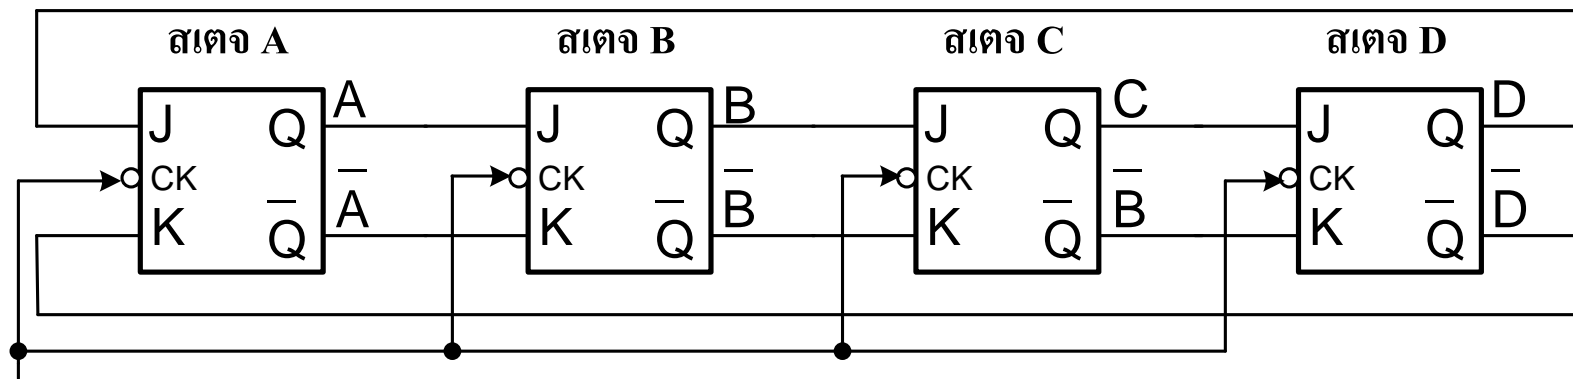 สเตจ A สเตจ B สเตจ C สเตจ D
J Q A J Q B J Q C J Q D
CK A̅ CK B̅ CK B̅ CK D̅
K Q̅ K Q̅ K Q̅ K Q̅